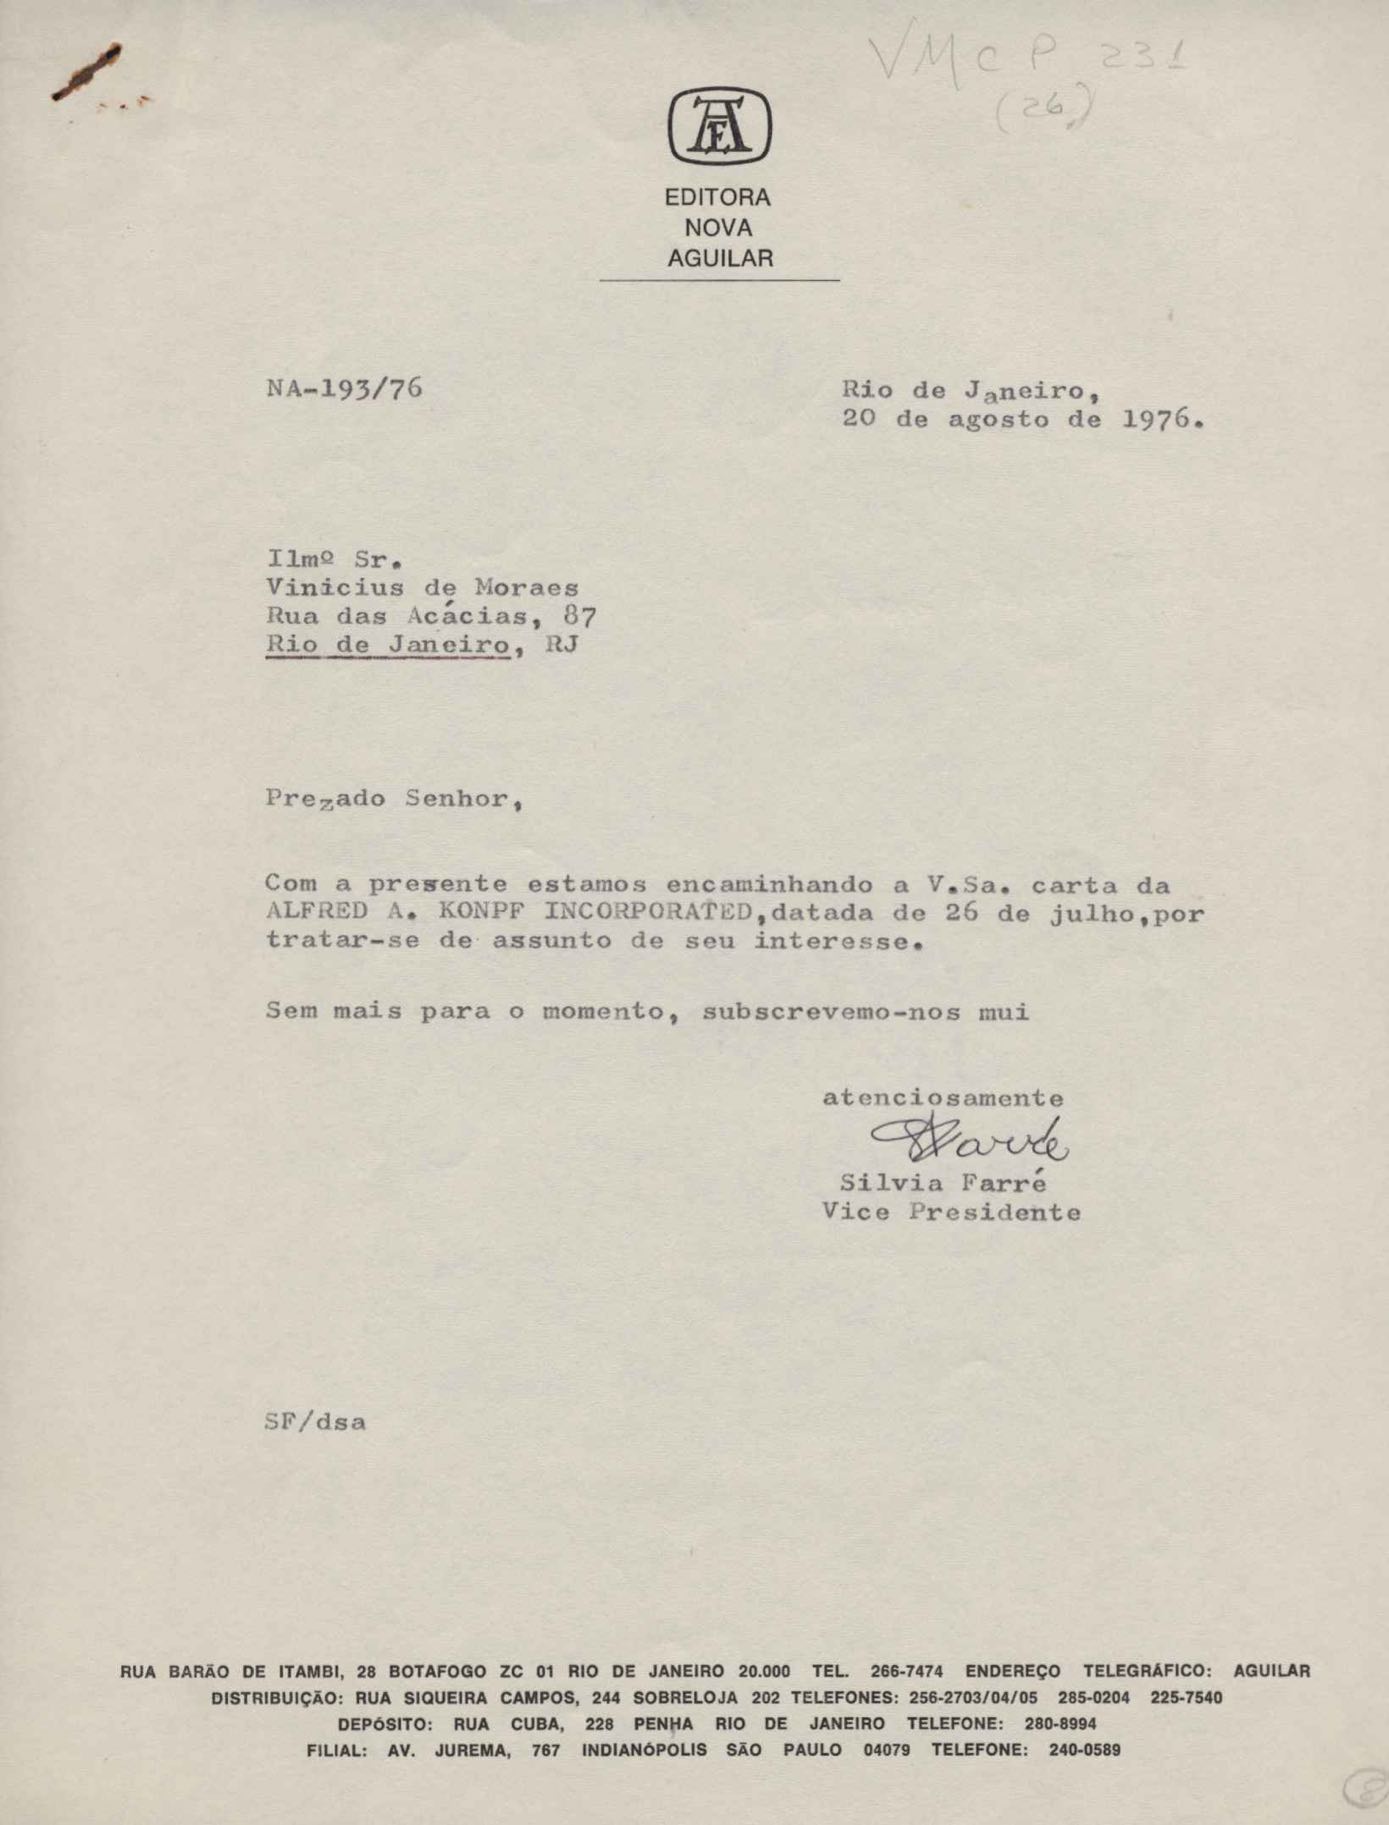 VMCP 231
(26)
AE
EDITORA
NOVA
AGUILAR
NA-193/76
Rio de Janeiro,
20 de agosto de 1976.
Ilmº Sr.
Vinicius de Moraes
Rua das Acácias, 87
Rio de Janeiro, RJ
Prezado Senhor,
Com a presente estamos encaminhando a V.Sa. carta da
ALFRED A. KONPF INCORPORATED,datada de 26 de julho,por
tratar-se de assunto de seu interesse.
Sem mais para o momento, subscrevemo-nos mui
atenciosamente
Silvia Farré
Vice Presidente
SF/dsa
RUA BARÃO DE ITAMBI, 28 BOTAFOGO ZC 01 RIO DE JANEIRO 20.000 TEL. 266-7474 ENDEREÇO TELEGRÁFICO: AGUILAR
DISTRIBUIÇÃO: RUA SIQUEIRA CAMPOS, 244 SOBRELOJA 202 TELEFONES: 256-2703/04/05 285-0204 225-7540
DEPÓSITO: RUA CUBA, 228 PENHA RIO DE JANEIRO TELEFONE: 280-8994
FILIAL: AV. JUREMA, 767 INDIANÓPOLIS SÃO PAULO 04079 TELEFONE: 240-0589